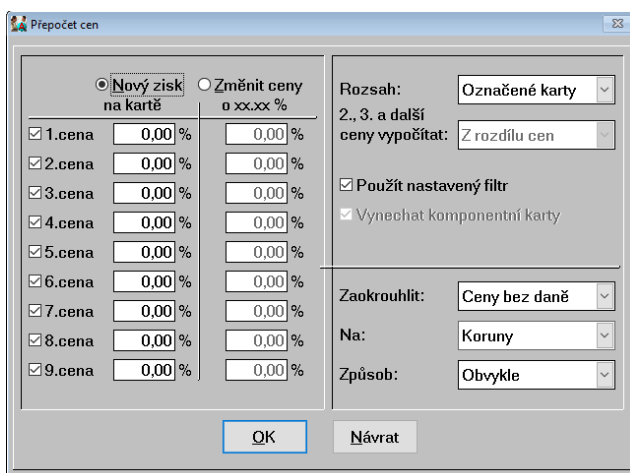 Přepočet cen
Nový zisk
na kartě
Změnit ceny
o xx.xx %
1.cena 0,00 % 0,00 %
2.cena 0,00 % 0,00 %
3.cena 0,00 % 0,00 %
4.cena 0,00 % 0,00 %
5.cena 0,00 % 0,00 %
6.cena 0,00 % 0,00 %
7.cena 0,00 % 0,00 %
8.cena 0,00 % 0,00 %
9.cena 0,00 % 0,00 %
Rozsah: Označené karty
2., 3. a další
ceny vypočítat: Z rozdílu cen
Použít nastavený filtr
Vynechat komponentní karty
Zaokrouhlit: Ceny bez daně
Na: Koruny
Způsob: Obvykle
OK Návrat